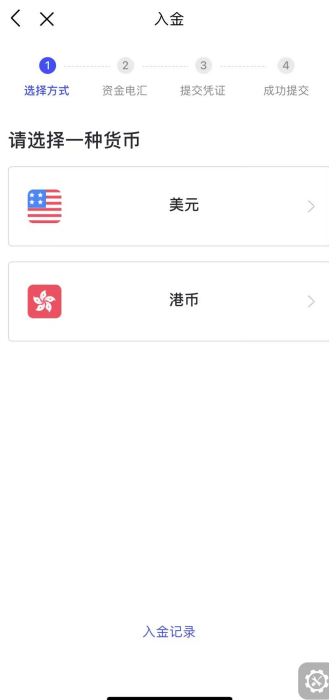 入金
1 2 3 4
选择方式 资金电汇 提交凭证 成功提交
请选择一种货币
美元
港币
入金记录